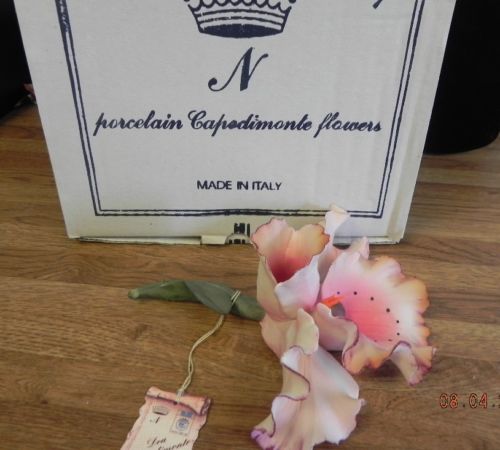 N
porcelain Capodimonte flowers
MADE IN ITALY
N
08.04.